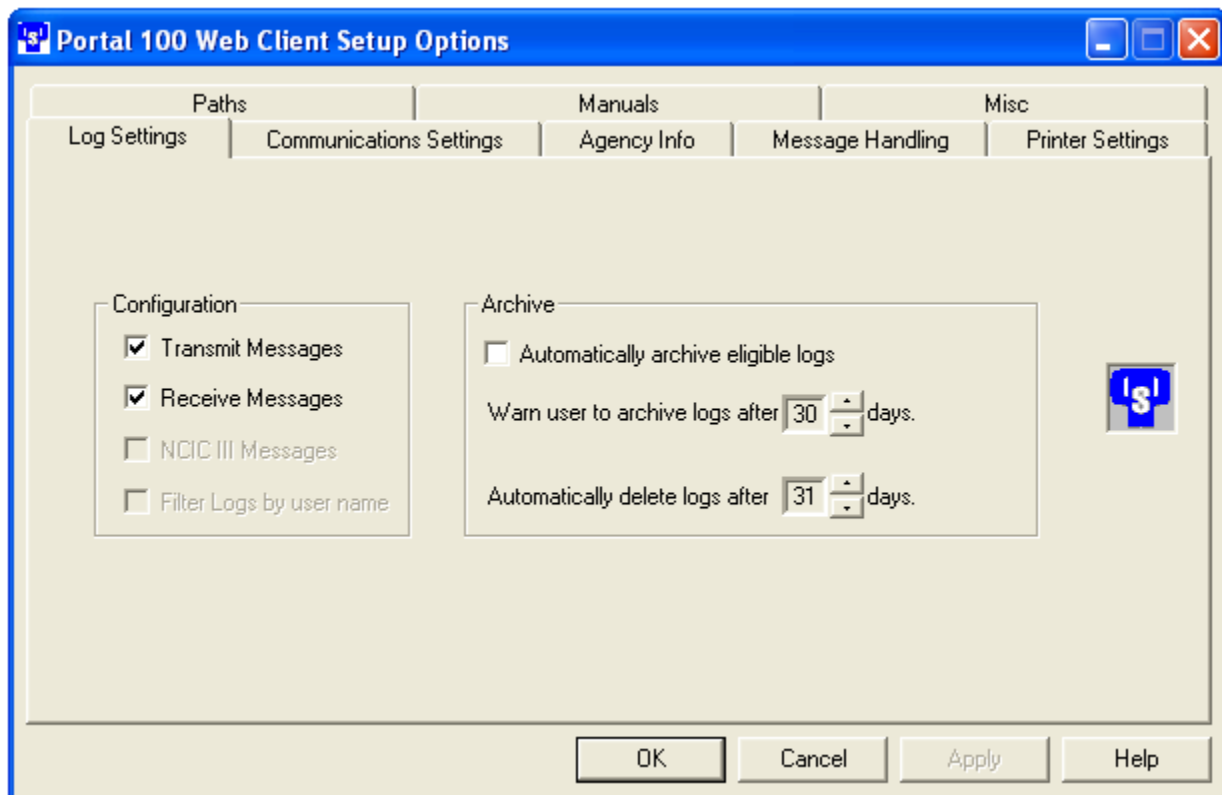 Portal 100 Web Client Setup Options
Paths
Manuals
Misc
Log Settings
Communications Settings
Agency Info
Message Handling
Printer Settings
Configuration
Transmit Messages
Receive Messages
NCIC III Messages
Filter Logs by user name
Archive
Automatically archive eligible logs
Warn user to archive logs after 30 days.
Automatically delete logs after 31 days.
OK
Cancel
Apply
Help